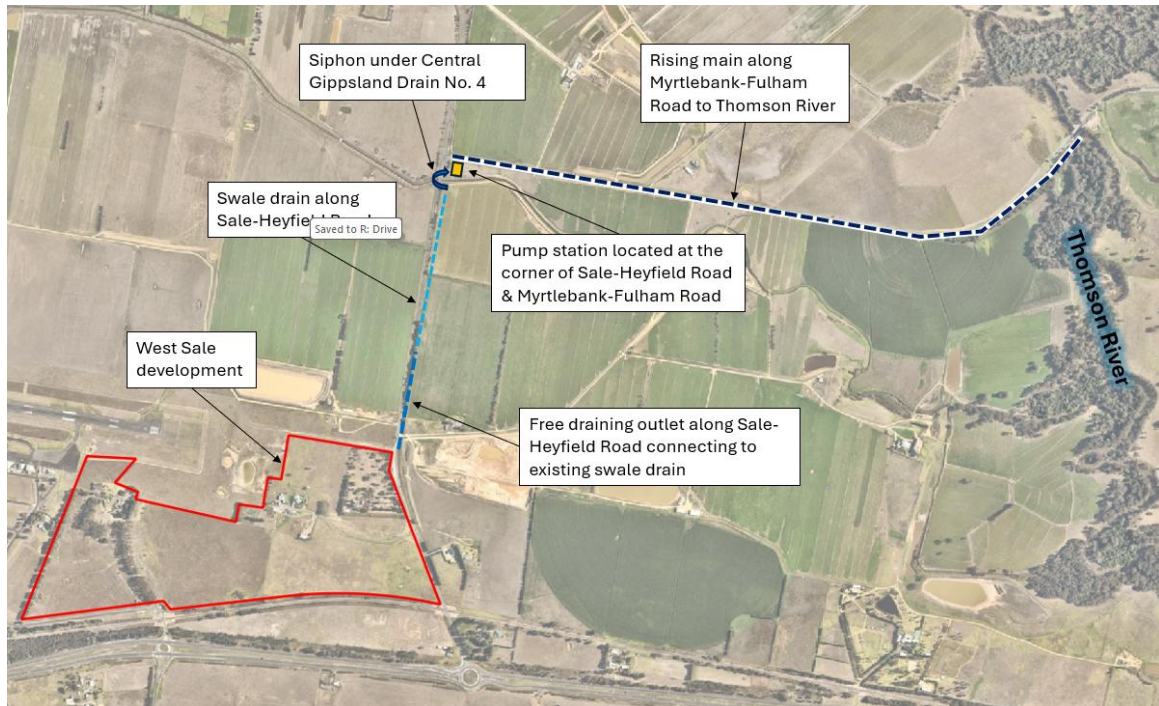 Siphon under Central
Gippsland Drain No. 4
Rising main along
Myrtlebank-Fulham
Road to Thomson River
Swale drain along
Sale-Heyfield
Saved to R: Drive
Pump station located at the
corner of Sale-Heyfield Road
& Myrtlebank-Fulham Road
Thomson River
West Sale
development
Free draining outlet along Sale-
Heyfield Road connecting to
existing swale drain